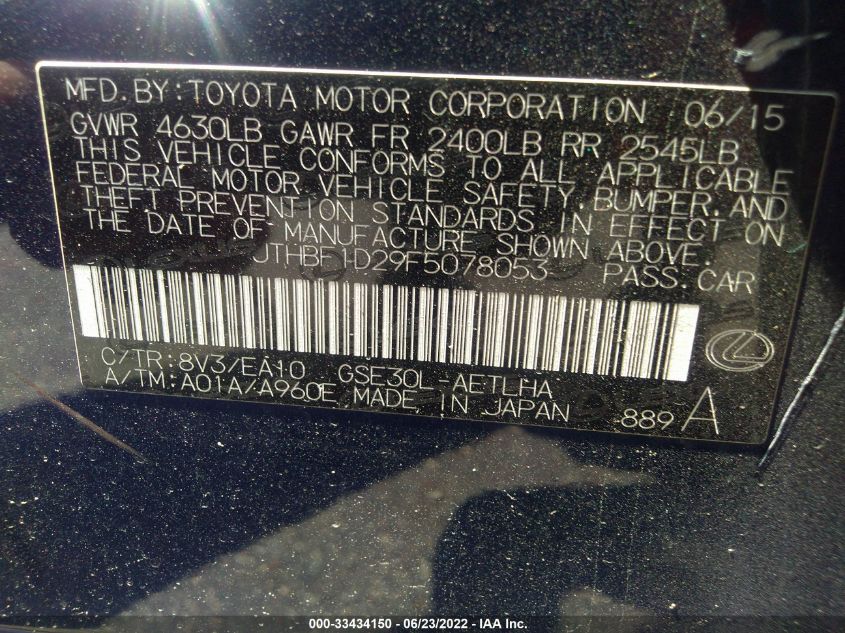 MFD.BY:TOYOTA MOTOR CORPORATION 06/15
GVWR 4630LB GAWR FR 2400LB RR 2545LB
THIS VEHICLE CONFORMS TO ALL APPLICABLE
FEDERAL MOTOR VEHICLE SAFETY, BUMPER, AND
THEFT PREVENTION STANDARDS IN EFFECT ON
THE DATE OF MANUFACTURE SHOWN ABOVE.
JTHBF1D29F5078053 PASS.CAR
C/TR:8V3/EA10 GSE30L-AETLHA
A/TM:A01A/A960E MADE IN JAPAN 889 A
000-33434150 - 06/23/2022 - IAA Inc.